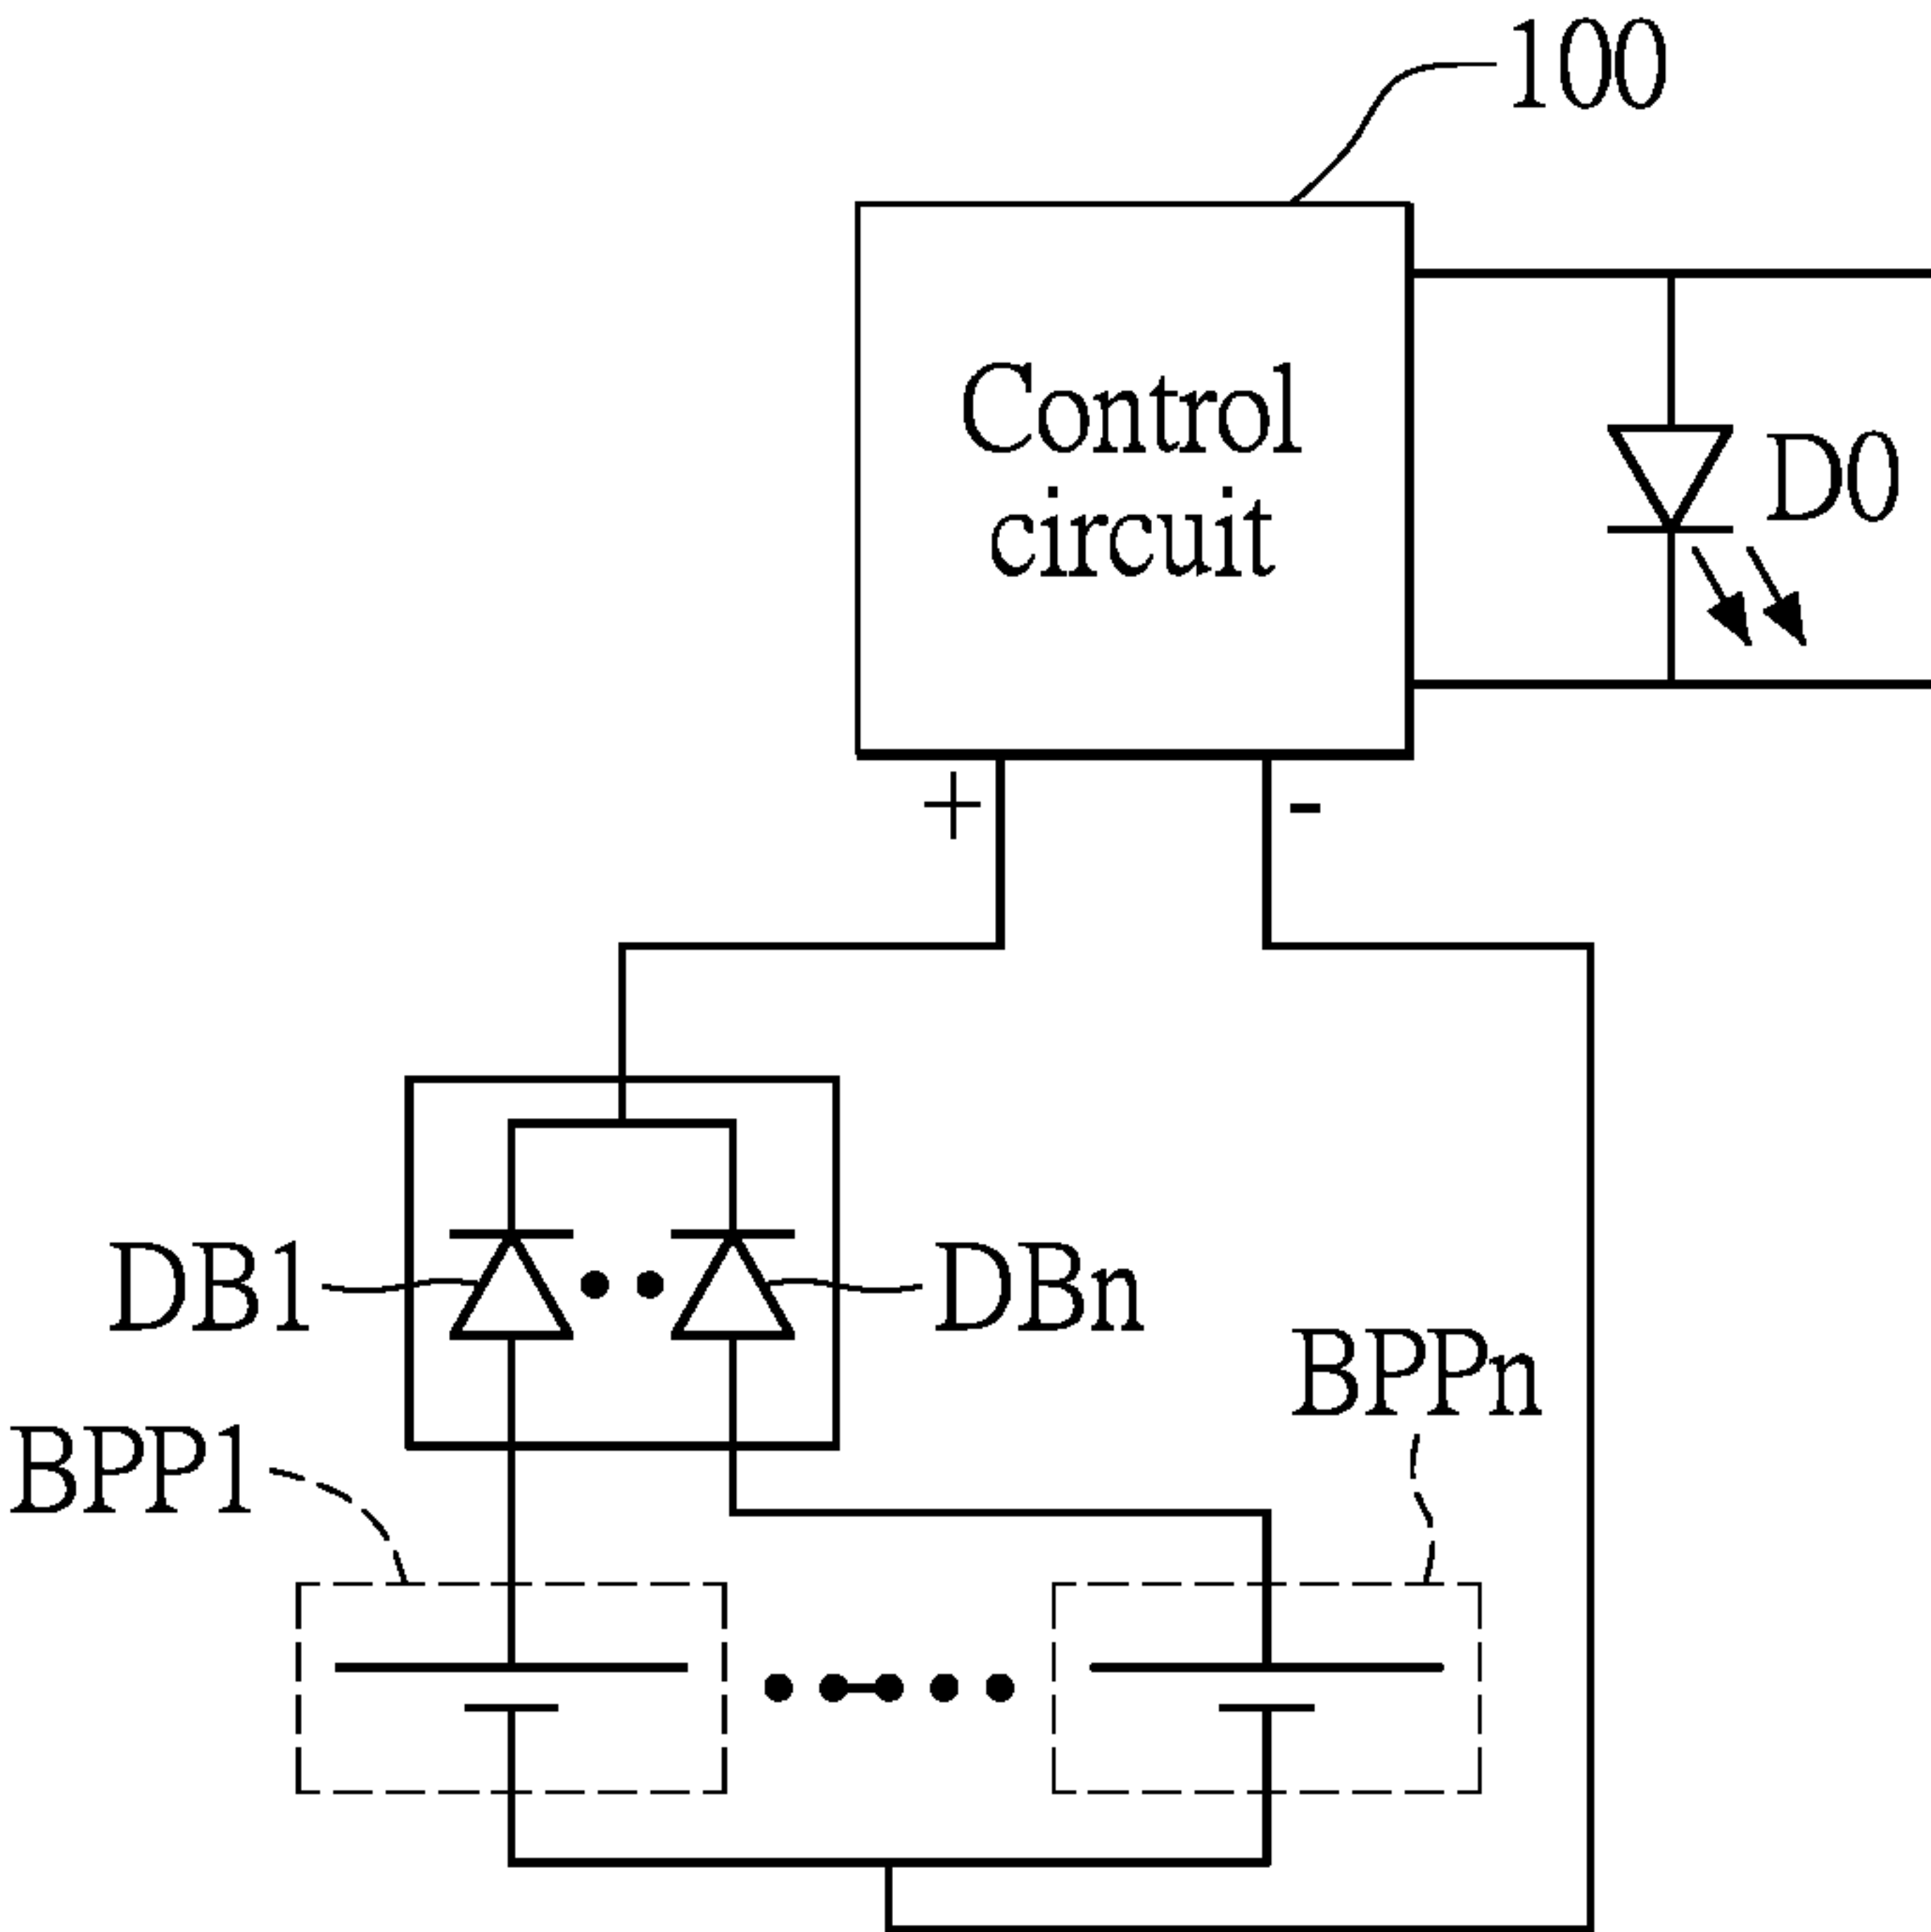 100
Control
circuit
D0
+
-
DB1
DBn
BPPn
BPP1